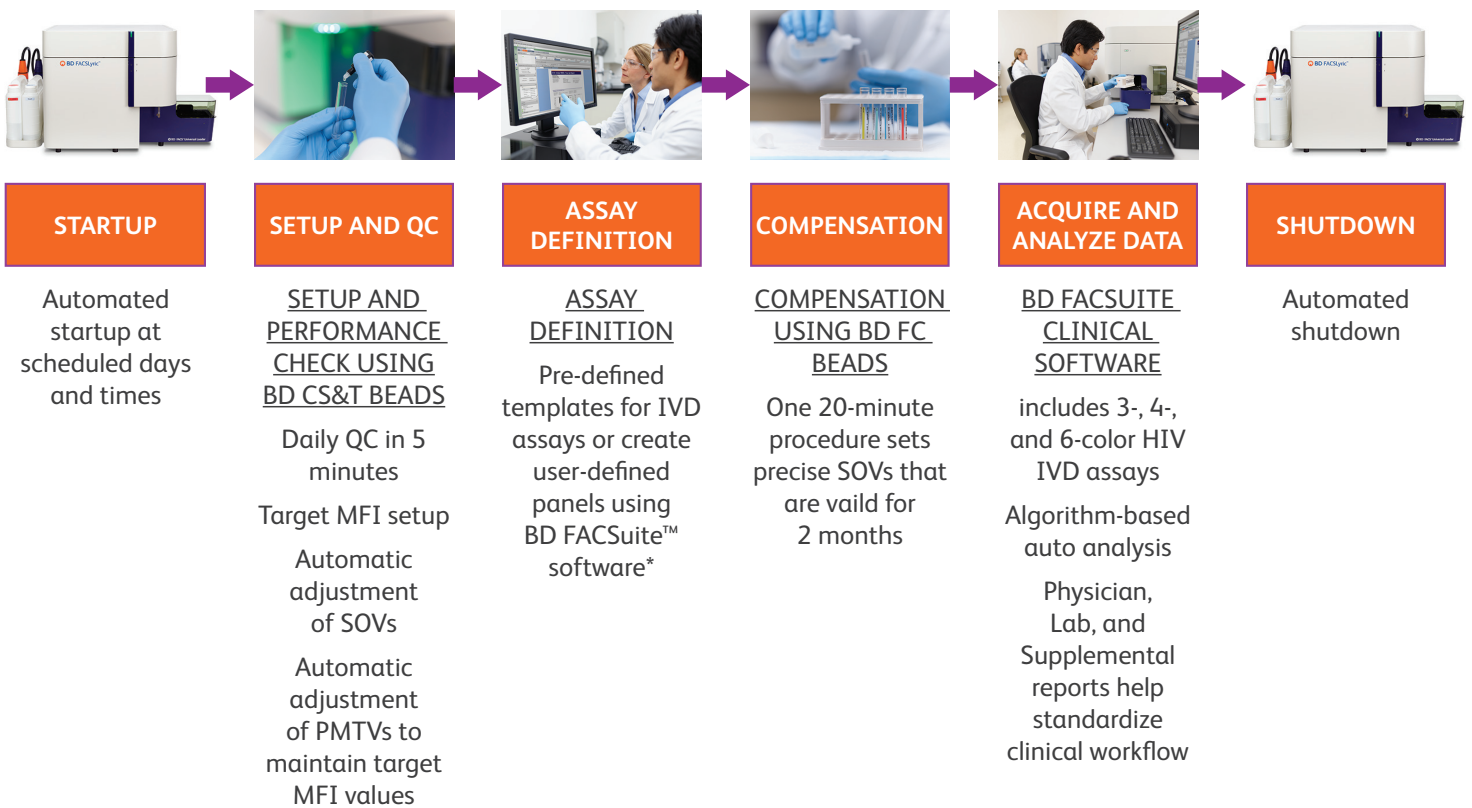 BD FACSLyric™
BD FACSLyric™
STARTUP
Automated
startup at
scheduled days
and times
SETUP AND QC
SETUP AND
PERFORMANCE
CHECK USING
BD CS&T BEADS
Daily QC in 5
minutes
Target MFI setup
Automatic
adjustment
of SOVs
Automatic
adjustment
of PMTVs to
maintain target
MFI values
ASSAY
DEFINITION
ASSAY
DEFINITION
Pre-defined
templates for IVD
assays or create
user-defined
panels using
BD FACSuite™
software*
COMPENSATION
COMPENSATION
USING BD FC
BEADS
One 20-minute
procedure sets
precise SOVs that
are vaild for
2 months
ACQUIRE AND
ANALYZE DATA
BD FACSUITE
CLINICAL
SOFTWARE
includes 3-, 4-,
and 6-color HIV
IVD assays
Algorithm-based
auto analysis
Physician,
Lab, and
Supplemental
reports help
standardize
clinical workflow
SHUTDOWN
Automated
shutdown